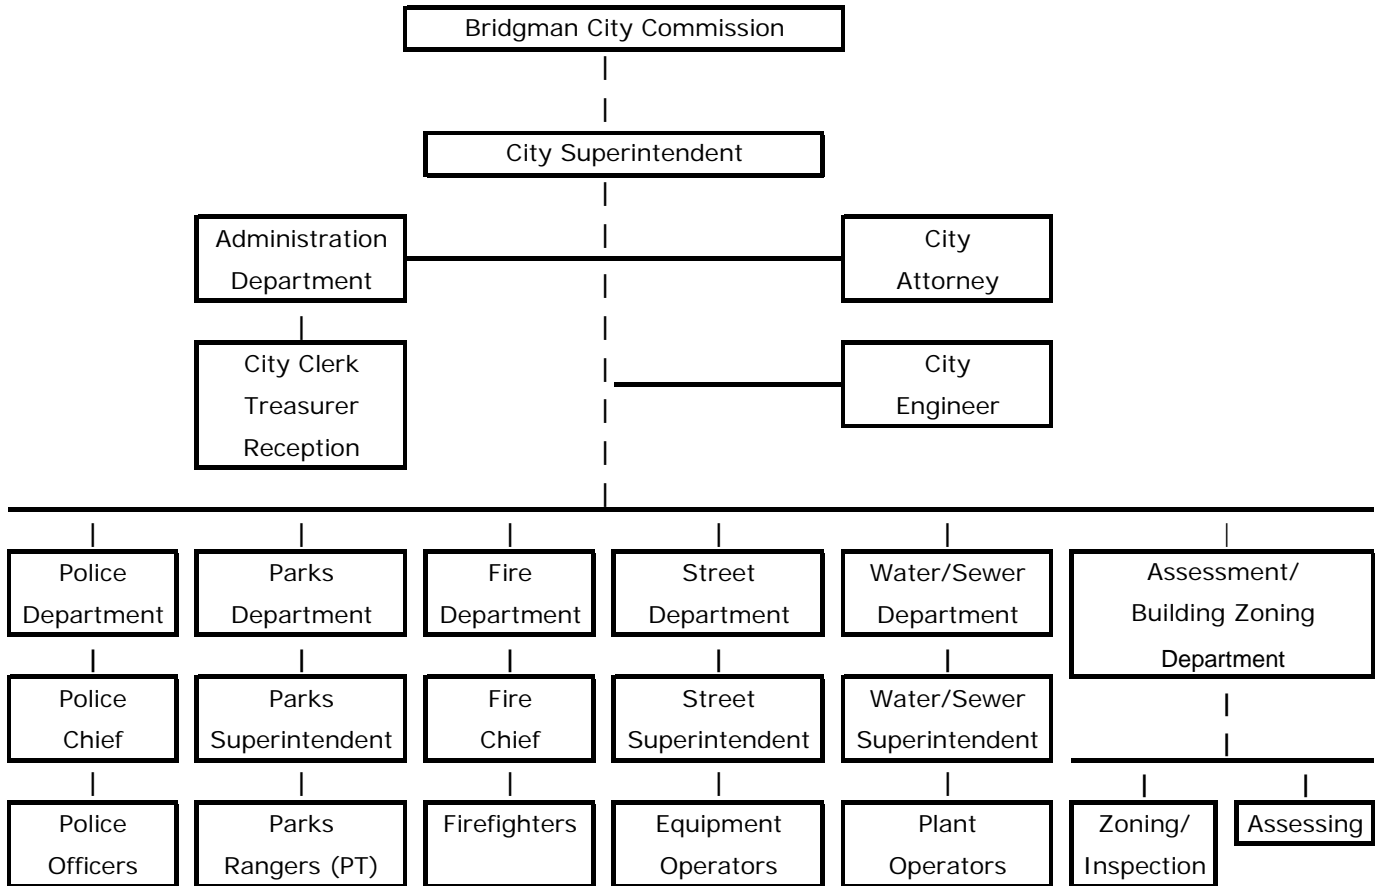 Bridgman City Commission
City Superintendent
Administration
Department
City
Attorney
City Clerk
Treasurer
Reception
City
Engineer
Police
Department
Parks
Department
Fire
Department
Street
Department
Water/Sewer
Department
Assessment/
Building Zoning
Department
Police
Chief
Parks
Superintendent
Fire
Chief
Street
Superintendent
Water/Sewer
Superintendent
Police
Officers
Parks
Rangers (PT)
Firefighters
Equipment
Operators
Plant
Operators
Zoning/
Inspection
Assessing